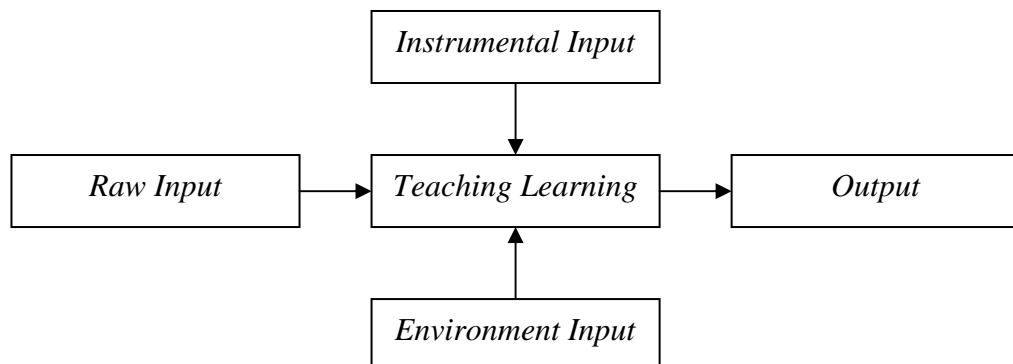 Instrumental Input
Raw Input
Teaching Learning
Output
Environment Input